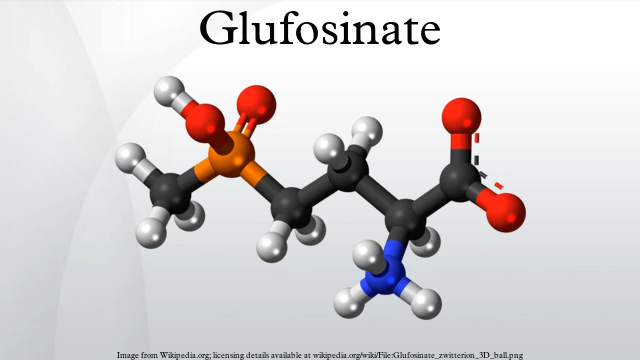 Glufosinate
Image from Wikipedia.org; licensing details available at wikipedia.org/wiki/File:Glufosinate_zwitterion_3D_ball.png